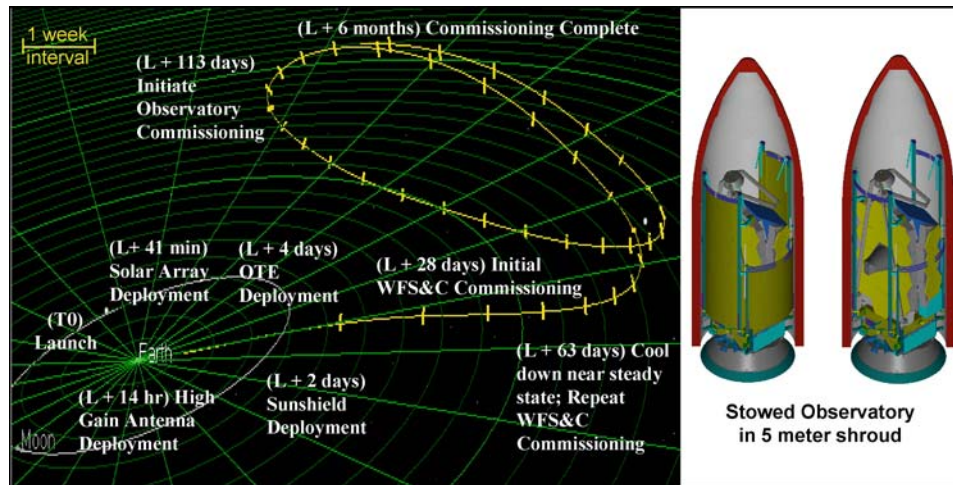 1 week
interval
(L + 6 months) Commissioning Complete
(L + 113 days)
Initiate
Observatory
Commissioning
(L + 41 min)
Solar Array
Deployment
(L + 4 days)
OTE
Deployment
(L + 28 days) Initial
WFS&C Commissioning
(T0)
Launch
Earth
(L + 14 hr) High
Gain Antenna
Deployment
Moon
(L + 2 days)
Sunshield
Deployment
(L + 63 days) Cool
down near steady
state; Repeat
WFS&C
Commissioning
Stowed Observatory
in 5 meter shroud